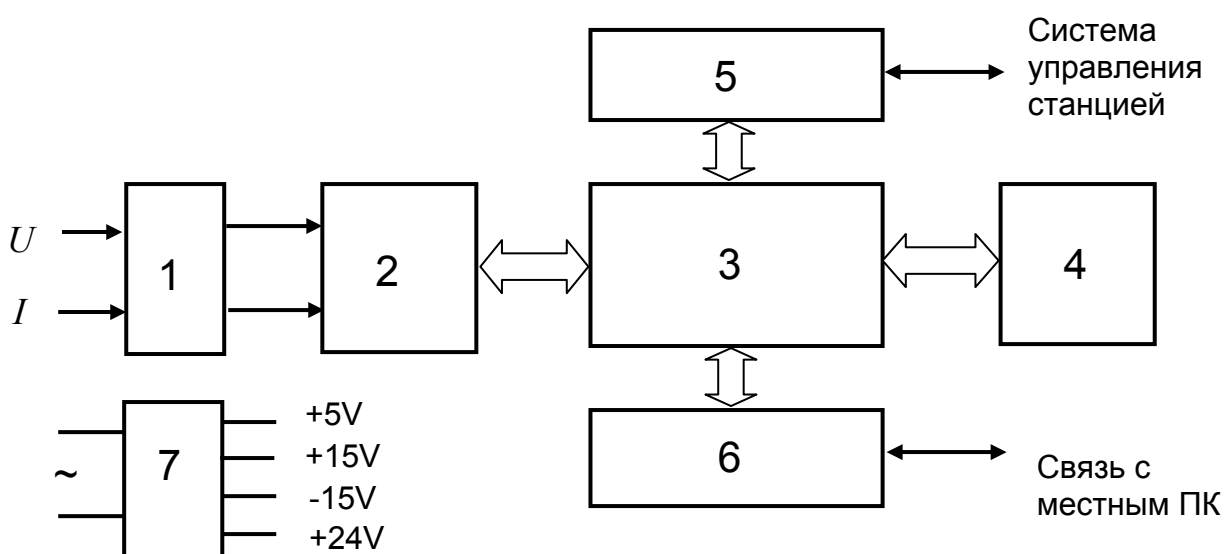 Система
управления
станцией
5
U
I
1
2
3
4
+5V
+15V
-15V
+24V
~
7
6
Связь с
местным ПК